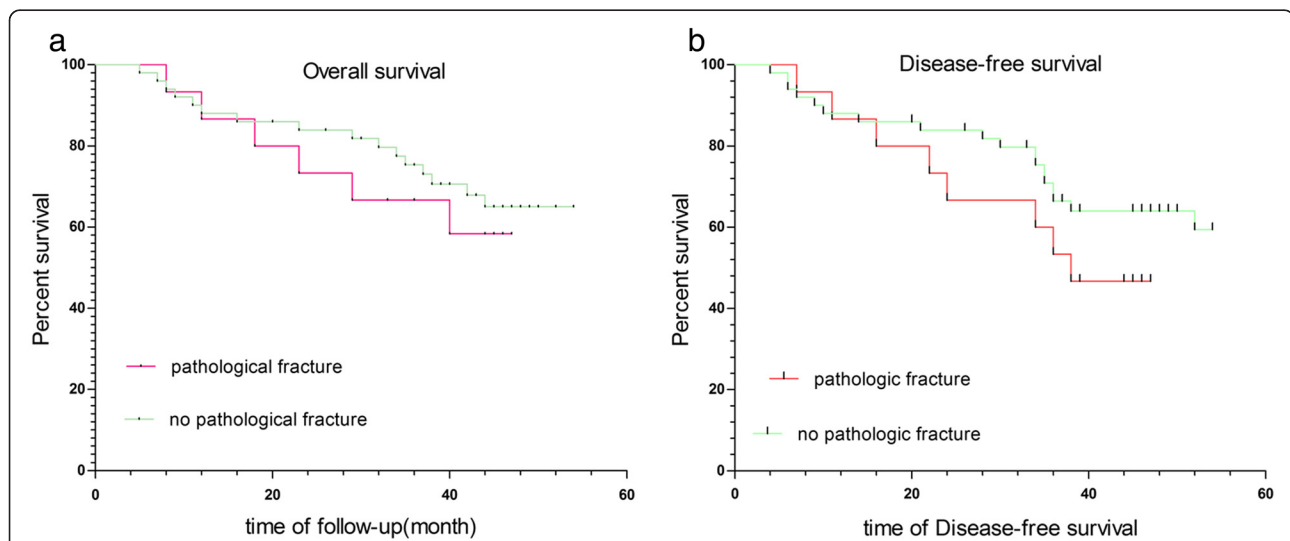 a
Overall survival
Percent survival
100
80
60
40
20
0
pathological fracture
no pathological fracture
0 20 40 60
time of follow-up(month)
b
Disease-free survival
Percent survival
100
80
60
40
20
0
pathologic fracture
no pathologic fracture
0 20 40 60
time of Disease-free survival